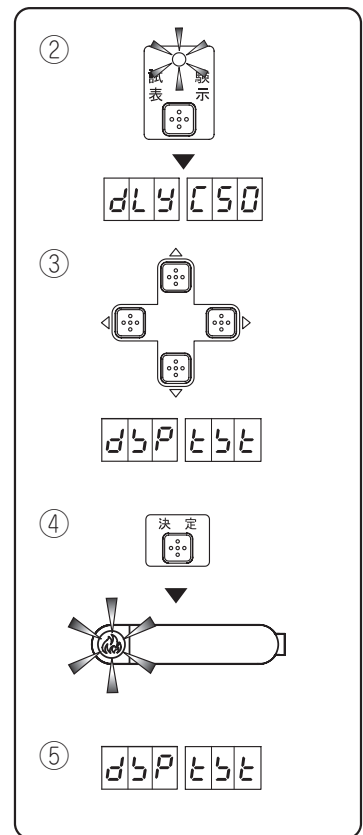 ②
試 験
表 示
dLY C50
③
dSP tSt
④
決 定
⑤ dSP tSt